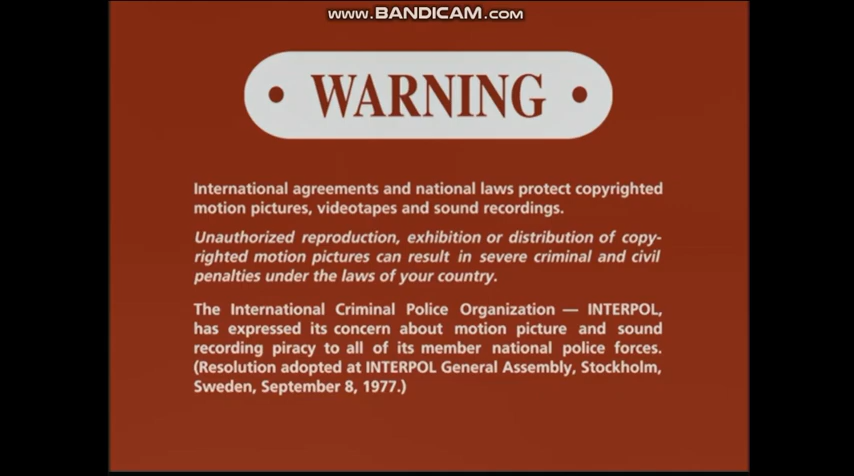 www.BANDICAM.com
• WARNING •
International agreements and national laws protect copyrighted
motion pictures, videotapes and sound recordings.
Unauthorized reproduction, exhibition or distribution of copy-
righted motion pictures can result in severe criminal and civil
penalties under the laws of your country.
The International Criminal Police Organization — INTERPOL,
has expressed its concern about motion picture and sound
recording piracy to all of its member national police forces.
(Resolution adopted at INTERPOL General Assembly, Stockholm,
Sweden, September 8, 1977.)